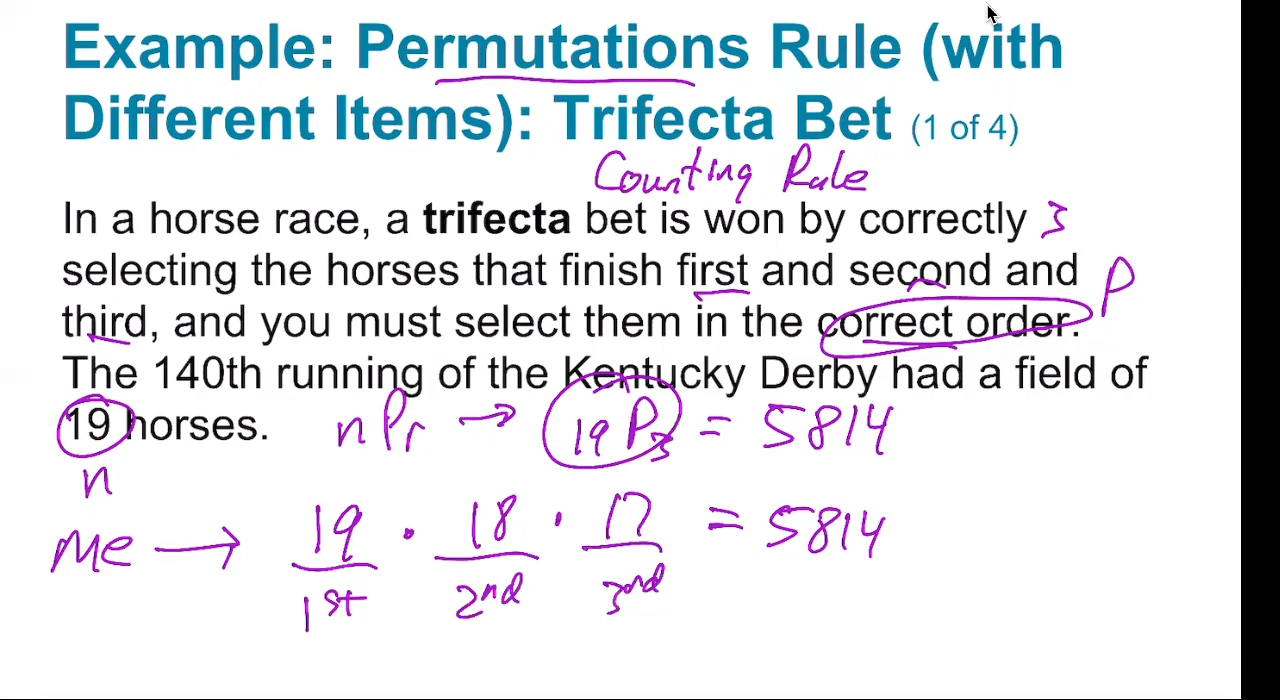 Example: Permutations Rule (with
Different Items): Trifecta Bet (1 of 4)
Counting Rule
In a horse race, a trifecta bet is won by correctly 3
selecting the horses that finish first and second and P
third, and you must select them in the correct order.
The 140th running of the Kentucky Derby had a field of
19 horses. nPr → 19P3 = 5814
n
Me → 19 · 18 · 17 = 5814
1st 2nd 3rd